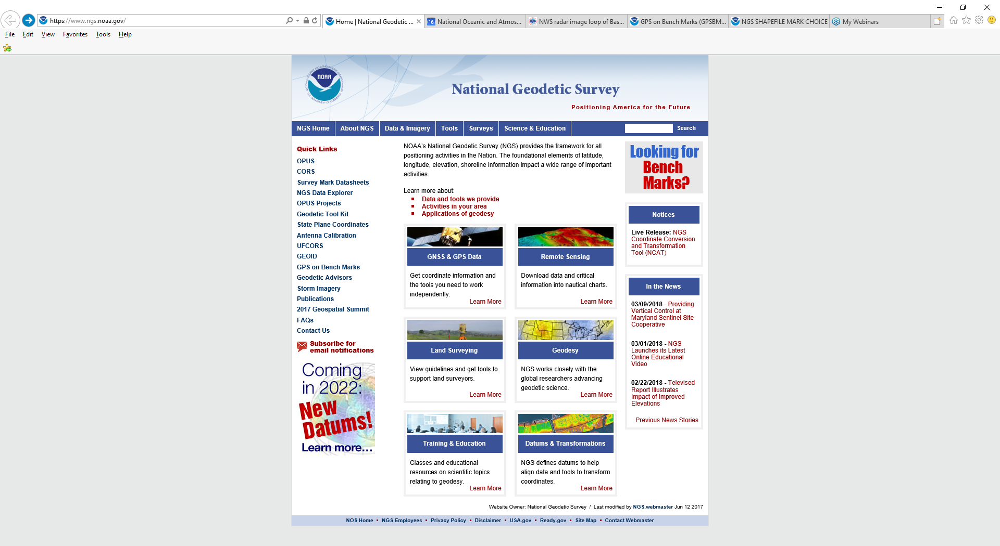 https://www.ngs.noaa.gov/
Home | National Geodetic ...
16 National Oceanic and Atmos...
NWS radar image loop of Bas...
GPS on Bench Marks (GPSBM...
NGS SHAPEFILE MARK CHOICE
My Webinars
File Edit View Favorites Tools Help
NOAA
National Geodetic Survey
Positioning America for the Future
NGS Home About NGS Data & Imagery Tools Surveys Science & Education Search
Quick Links
OPUS
CORS
Survey Mark Datasheets
NGS Data Explorer
OPUS Projects
Geodetic Tool Kit
State Plane Coordinates
Antenna Calibration
UFCORS
GEOID
GPS on Bench Marks
Geodetic Advisors
Storm Imagery
Publications
2017 Geospatial Summit
FAQs
Contact Us
Subscribe for
email notifications
Coming
in 2022:
New
Datums!
Learn more...
NOAA's National Geodetic Survey (NGS) provides the framework for all
positioning activities in the Nation. The foundational elements of latitude,
longitude, elevation, shoreline information impact a wide range of important
activities.
Learn more about:
Data and tools we provide
Activities in your area
Applications of geodesy
GNSS & GPS Data
Get coordinate information and
the tools you need to work
independently.
Learn More
Remote Sensing
Download data and critical
information into nautical charts.
Learn More
Land Surveying
View guidelines and get tools to
support land surveyors.
Learn More
Geodesy
NGS works closely with the
global researchers advancing
geodetic science.
Learn More
Training & Education
Classes and educational
resources on scientific topics
relating to geodesy.
Learn More
Datums & Transformations
NGS defines datums to help
align data and tools to transform
coordinates.
Learn More
Looking for
Bench
Marks?
Notices
Live Release: NGS
Coordinate Conversion
and Transformation
Tool (NCAT)
In the News
03/09/2018 - Providing
Vertical Control at
Maryland Sentinel Site
Cooperative
03/01/2018 - NGS
Launches its Latest
Online Educational
Video
02/22/2018 - Televised
Report Illustrates
Impact of Improved
Elevations
Previous News Stories
Website Owner: National Geodetic Survey / Last modified by NGS.webmaster Jun 12 2017
NOS Home ▪ NGS Employees ▪ Privacy Policy ▪ Disclaimer ▪ USA.gov ▪ Ready.gov ▪ Site Map ▪ Contact Webmaster